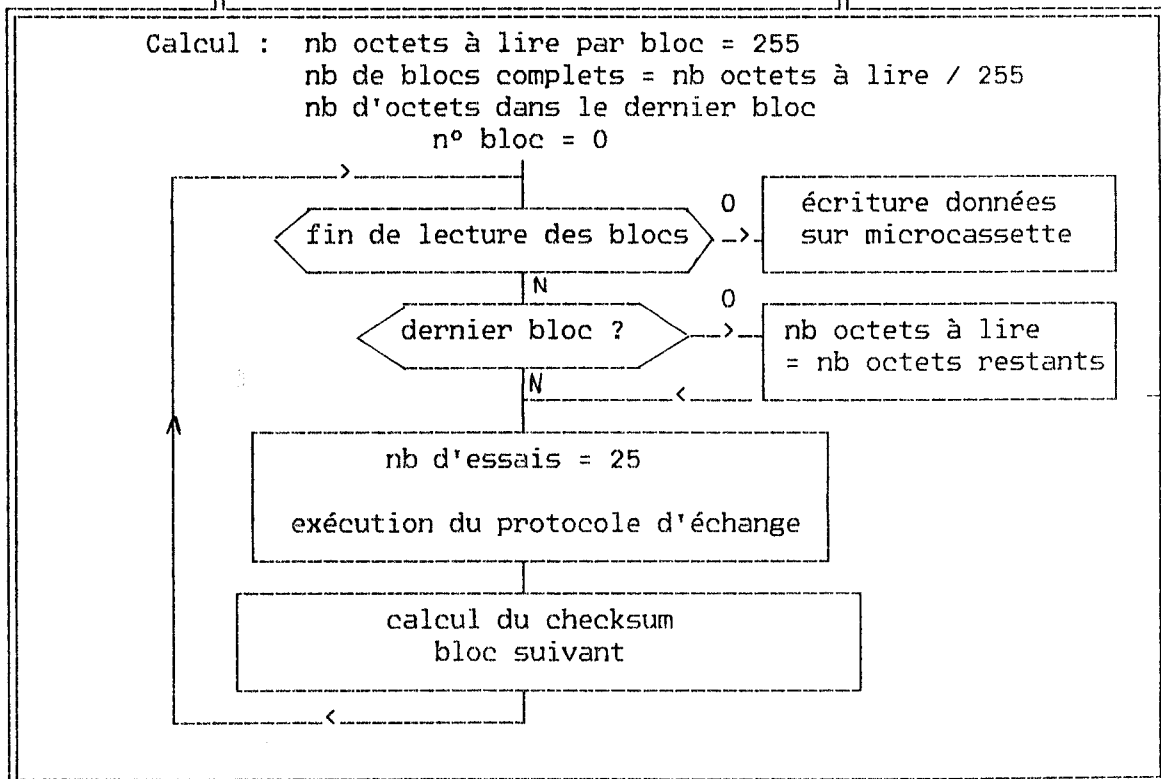 Calcul : nb octets à lire par bloc = 255
nb de blocs complets = nb octets à lire / 255
nb d'octets dans le dernier bloc
n° bloc = 0
fin de lecture des blocs
O
écriture données
sur microcassette
N
dernier bloc ?
O
nb octets à lire
= nb octets restants
N
nb d'essais = 25
exécution du protocole d'échange
calcul du checksum
bloc suivant